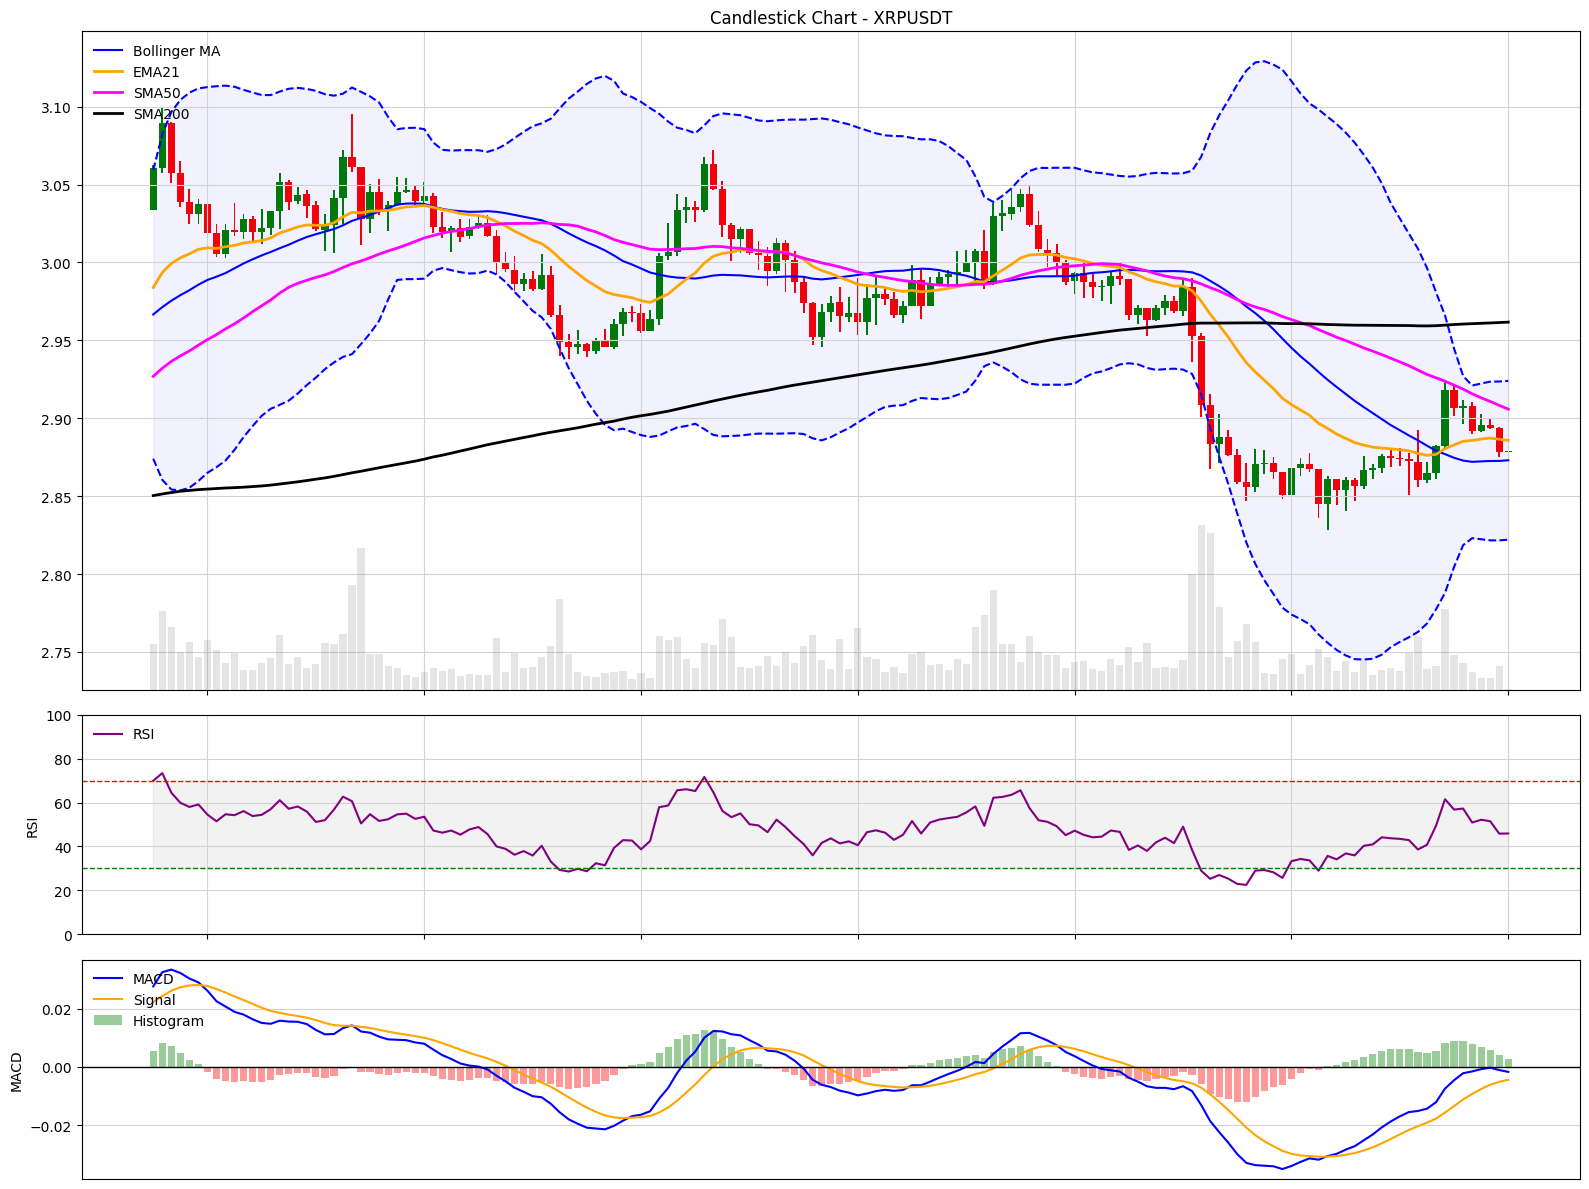 Candlestick Chart - XRPUSDT
Bollinger MA
EMA21
SMA50
SMA200
3.10
3.05
3.00
2.95
2.90
2.85
2.80
2.75
RSI
100
80
60
40
20
0
RSI
MACD
Signal
Histogram
0.02
0.00
−0.02
MACD